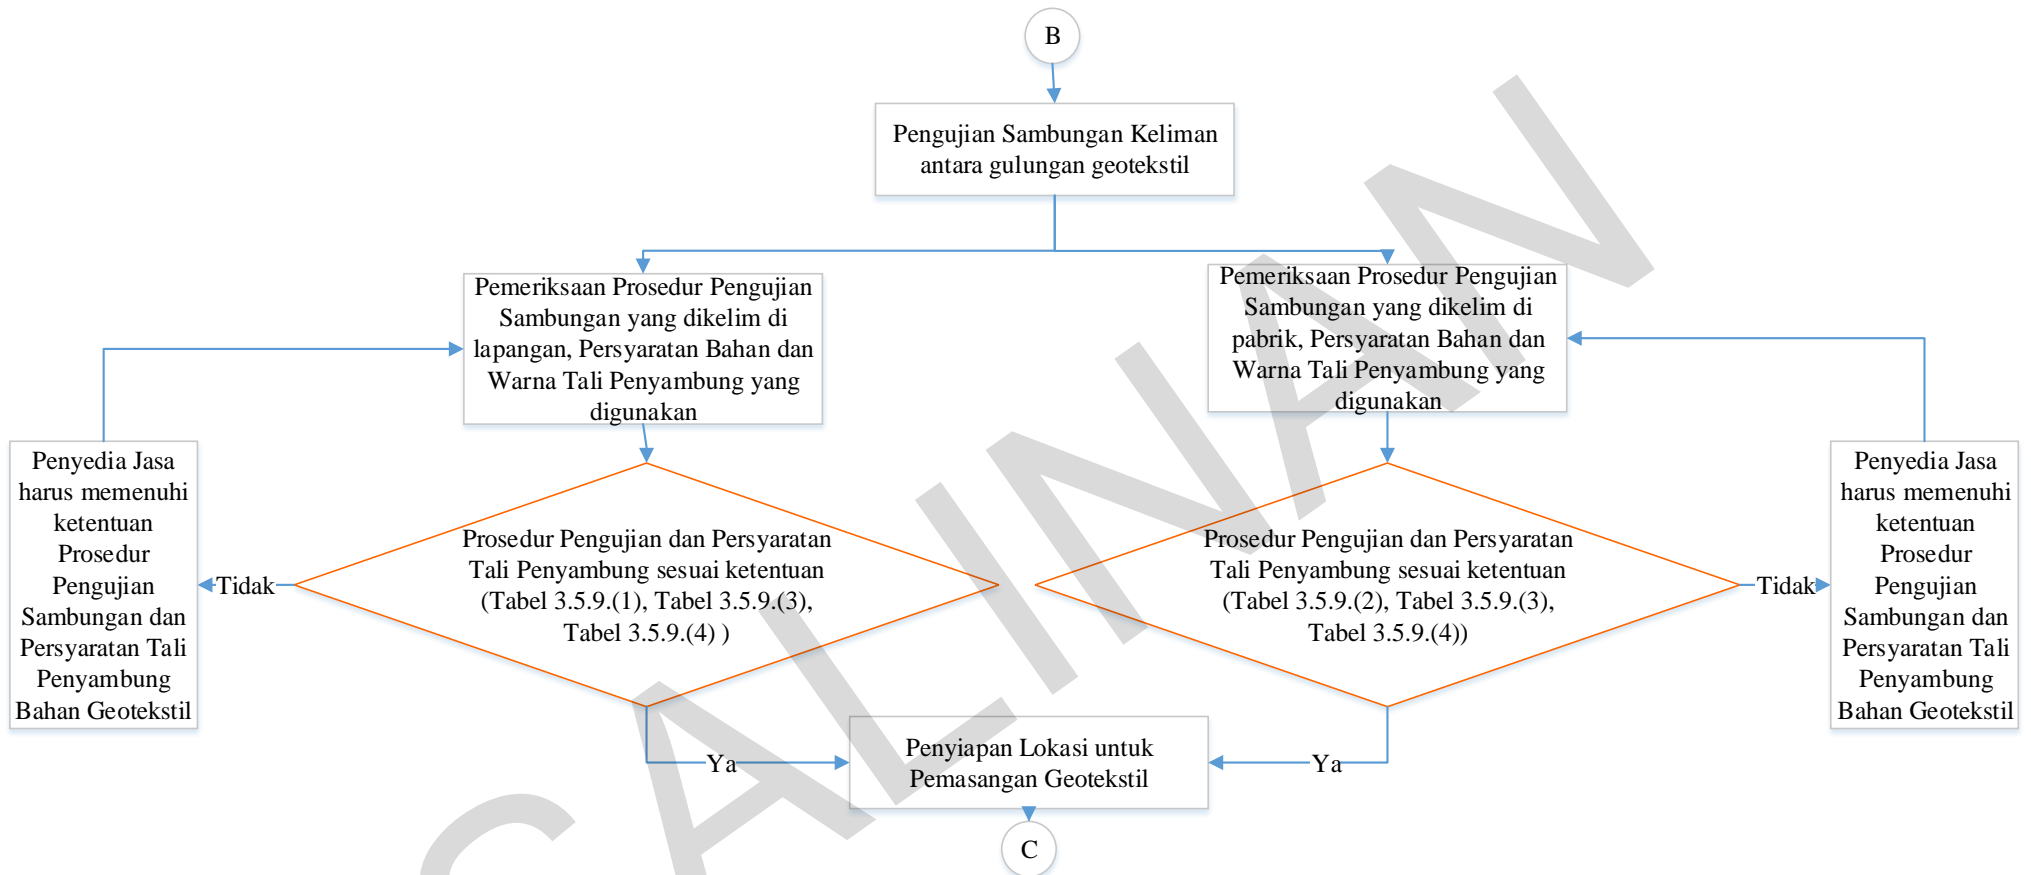 B
Pengujian Sambungan Keliman
antara gulungan geotekstil
Pemeriksaan Prosedur Pengujian
Sambungan yang dikelim di
lapangan, Persyaratan Bahan dan
Warna Tali Penyambung yang
digunakan
Pemeriksaan Prosedur Pengujian
Sambungan yang dikelim di
pabrik, Persyaratan Bahan dan
Warna Tali Penyambung yang
digunakan
Penyedia Jasa
harus memenuhi
ketentuan
Prosedur
Pengujian
Sambungan dan
Persyaratan Tali
Penyambung
Bahan Geotekstil
Tidak
Prosedur Pengujian dan Persyaratan
Tali Penyambung sesuai ketentuan
(Tabel 3.5.9.(1), Tabel 3.5.9.(3),
Tabel 3.5.9.(4) )
Prosedur Pengujian dan Persyaratan
Tali Penyambung sesuai ketentuan
(Tabel 3.5.9.(2), Tabel 3.5.9.(3),
Tabel 3.5.9.(4))
Tidak
Penyedia Jasa
harus memenuhi
ketentuan
Prosedur
Pengujian
Sambungan dan
Persyaratan Tali
Penyambung
Bahan Geotekstil
Ya
Penyiapan Lokasi untuk
Pemasangan Geotekstil
Ya
C
SALINAN